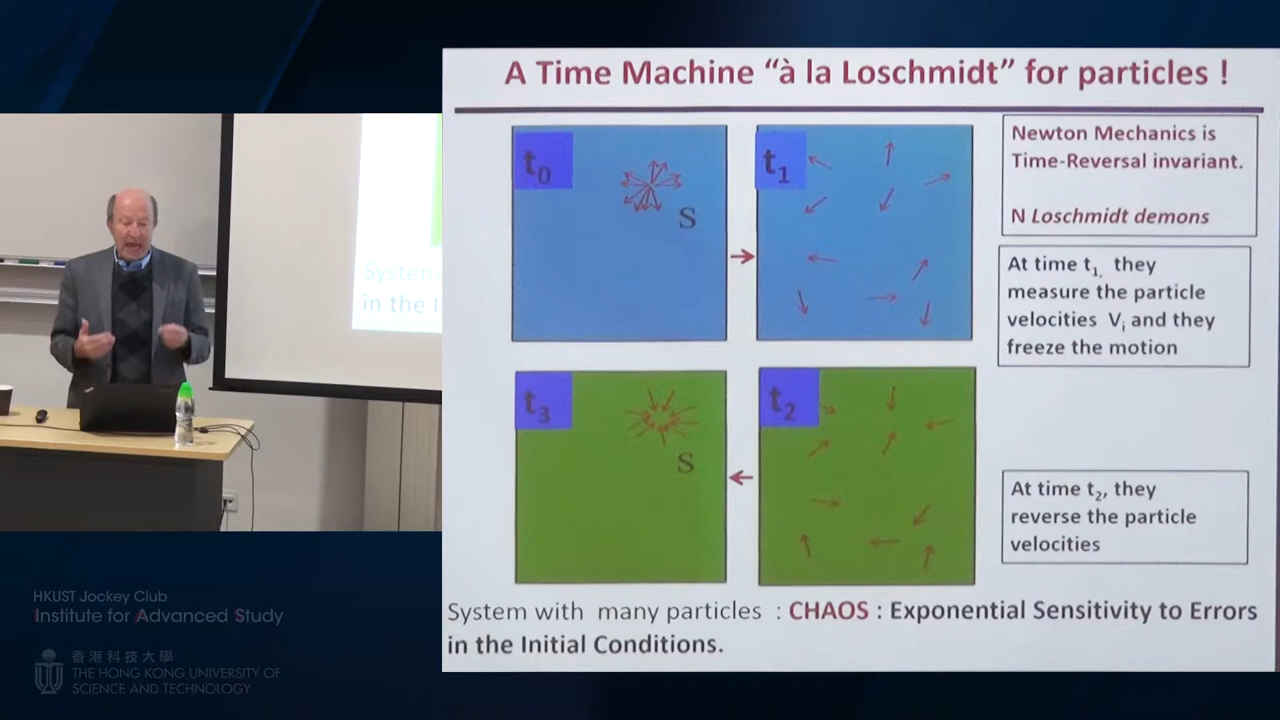 A Time Machine “à la Loschmidt” for particles !
t0
S
t1
Newton Mechanics is
Time-Reversal invariant.
N Loschmidt demons
At time t1, they
measure the particle
velocities Vi and they
freeze the motion
t3
S
t2
At time t2, they
reverse the particle
velocities
System with many particles : CHAOS : Exponential Sensitivity to Errors
in the Initial Conditions.
System
in the I
HKUST Jockey Club
Institute for Advanced Study
香港科技大學
THE HONG KONG UNIVERSITY OF
SCIENCE AND TECHNOLOGY